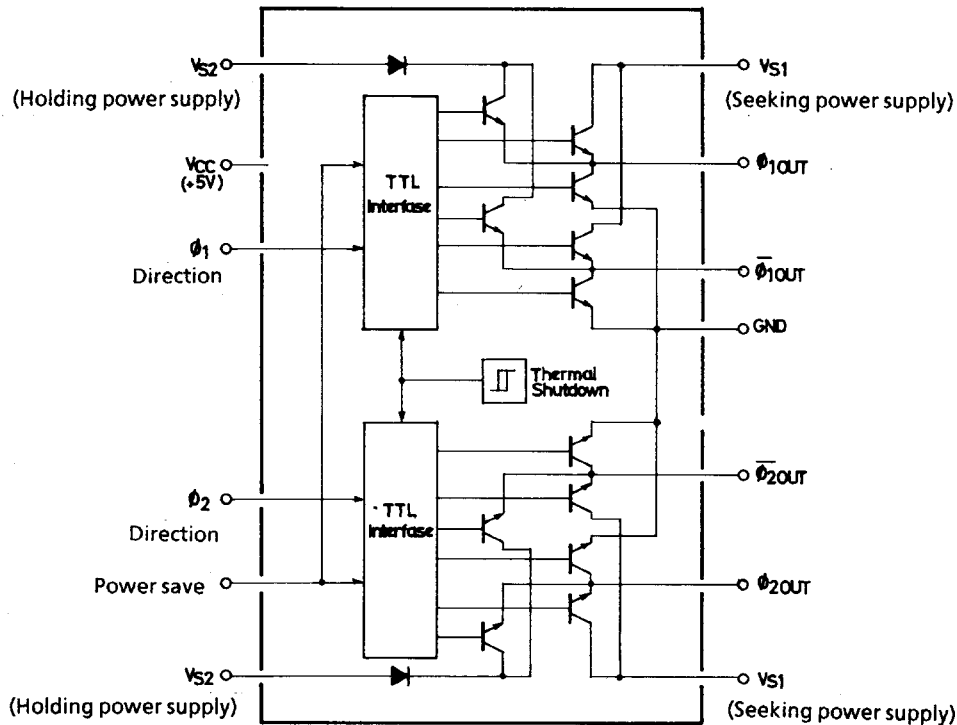 VS2
(Holding power supply)
VCC
(+5V)
ϕ1
Direction
TTL
Interfase
VS1
(Seeking power supply)
ϕ1OUT
ϕ̅1OUT
GND
Thermal
Shutdown
ϕ2
Direction
Power save
TTL
Interfase
ϕ̅2OUT
ϕ2OUT
VS2
(Holding power supply)
VS1
(Seeking power supply)